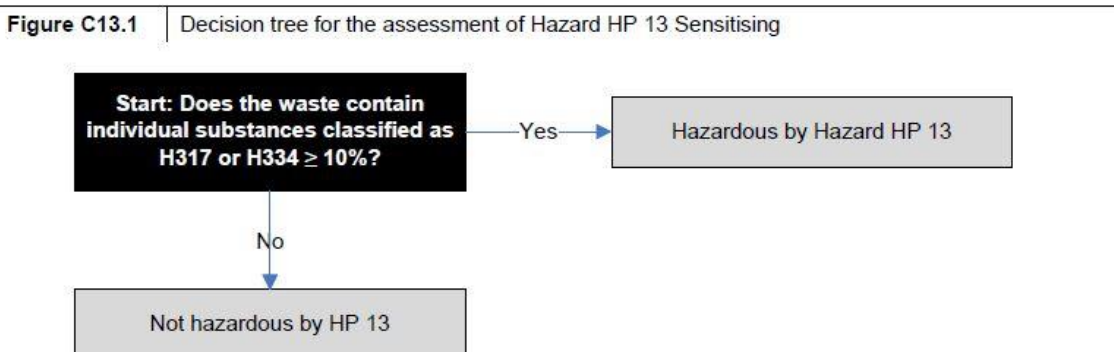 Figure C13.1 Decision tree for the assessment of Hazard HP 13 Sensitising
Start: Does the waste contain
individual substances classified as
H317 or H334 ≥ 10%?
Yes
Hazardous by Hazard HP 13
No
Not hazardous by HP 13